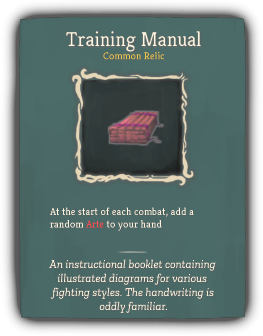 Training Manual
Common Relic
At the start of each combat, add a
random Arte to your hand
An instructional booklet containing
illustrated diagrams for various
fighting styles. The handwriting is
oddly familiar.